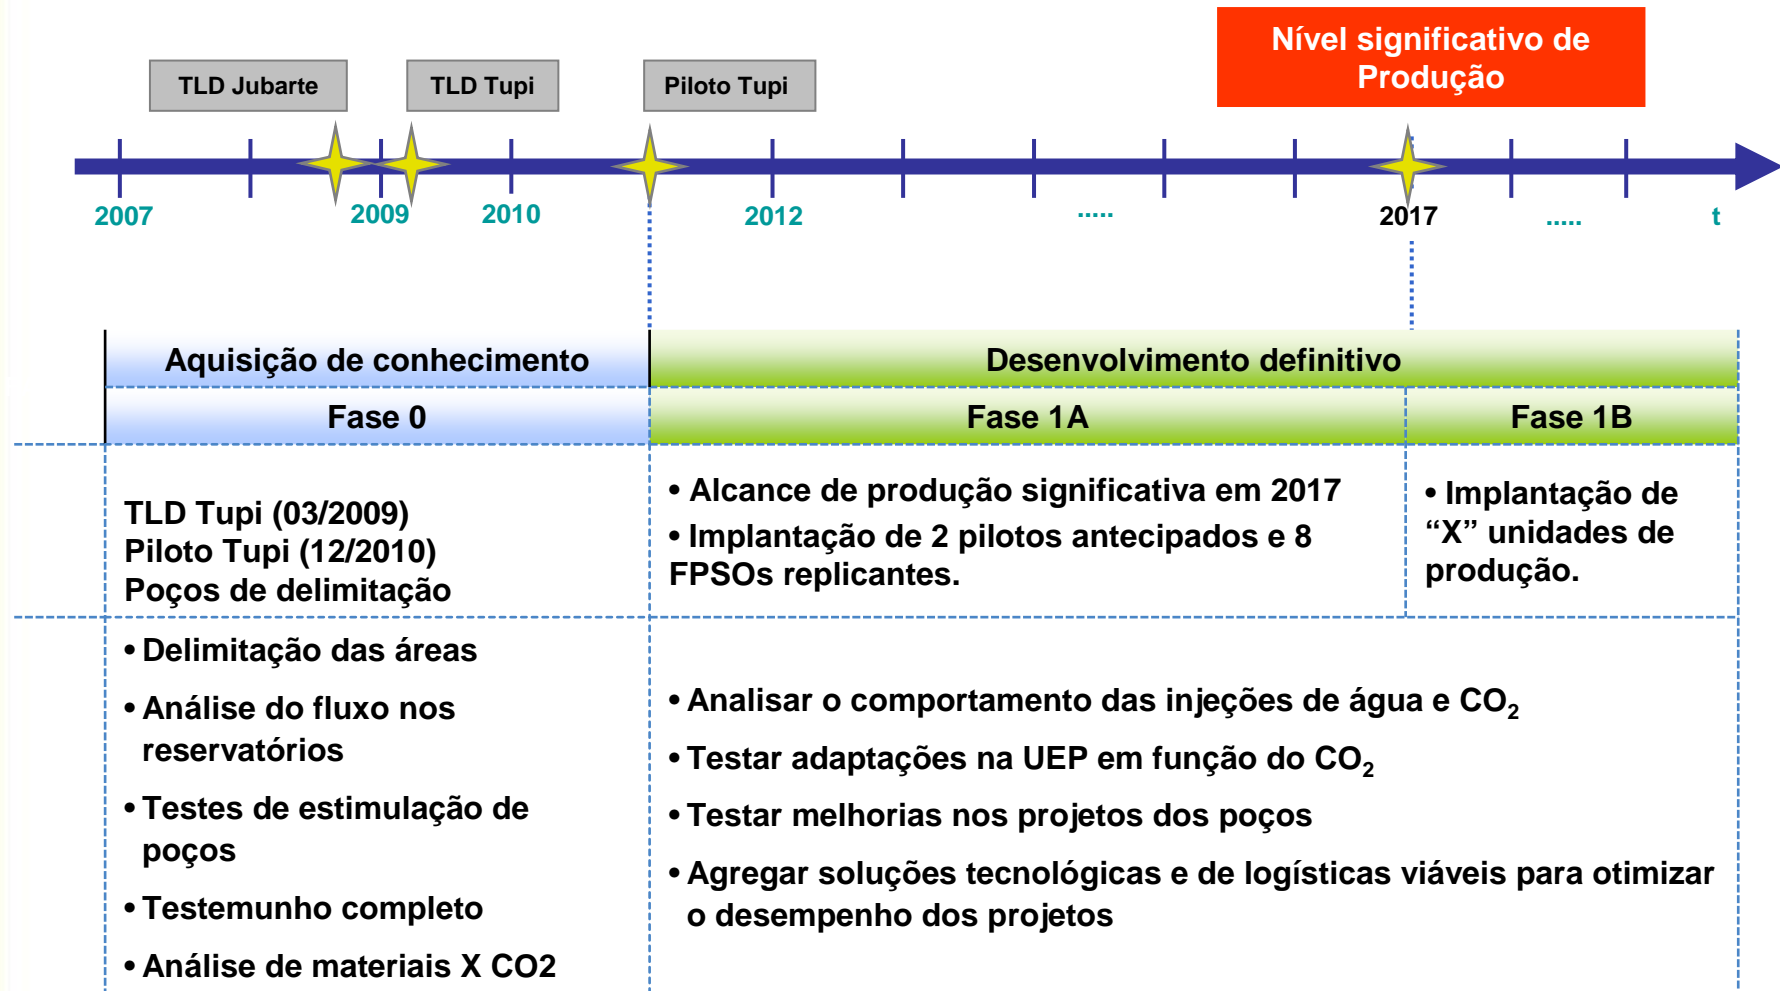 Nível significativo de
Produção
TLD Jubarte
TLD Tupi
Piloto Tupi
2007
2009
2010
2012
.....
2017
.....
t
Aquisição de conhecimento
Desenvolvimento definitivo
Fase 0
Fase 1A
Fase 1B
TLD Tupi (03/2009)
Piloto Tupi (12/2010)
Poços de delimitação
• Alcance de produção significativa em 2017
• Implantação de 2 pilotos antecipados e 8
FPSOs replicantes.
• Implantação de
“X” unidades de
produção.
• Delimitação das áreas
• Análise do fluxo nos
reservatórios
• Testes de estimulação de
poços
• Testemunho completo
• Análise de materiais X CO2
• Analisar o comportamento das injeções de água e CO₂
• Testar adaptações na UEP em função do CO₂
• Testar melhorias nos projetos dos poços
• Agregar soluções tecnológicas e de logísticas viáveis para otimizar
o desempenho dos projetos